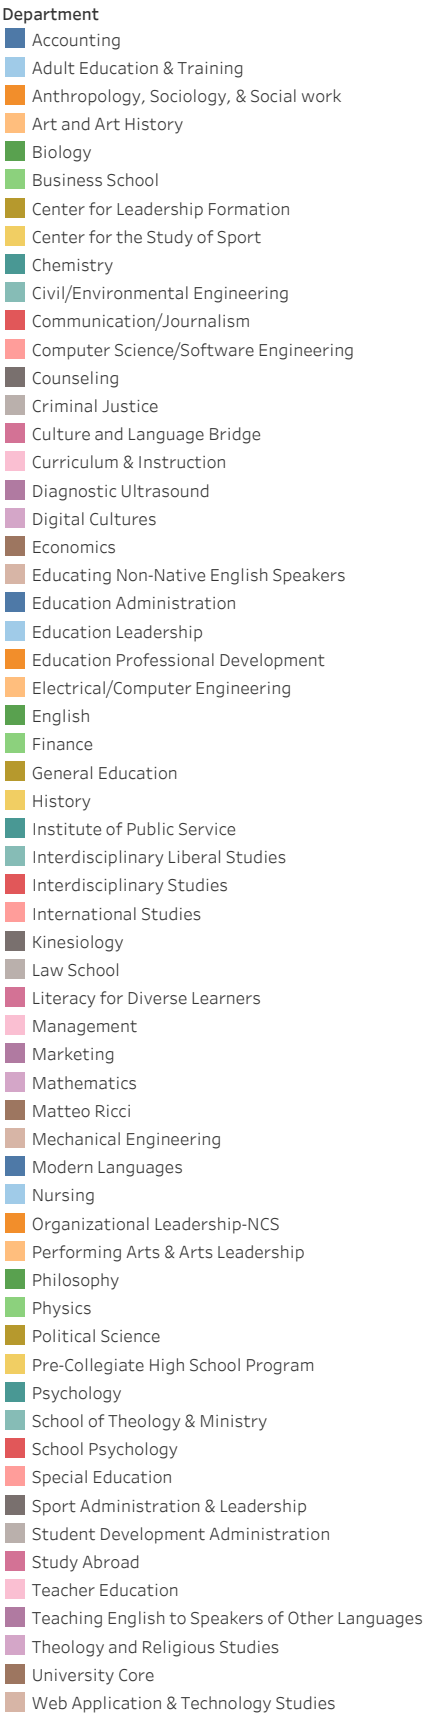 Department
Accounting
Adult Education & Training
Anthropology, Sociology, & Social work
Art and Art History
Biology
Business School
Center for Leadership Formation
Center for the Study of Sport
Chemistry
Civil/Environmental Engineering
Communication/Journalism
Computer Science/Software Engineering
Counseling
Criminal Justice
Culture and Language Bridge
Curriculum & Instruction
Diagnostic Ultrasound
Digital Cultures
Economics
Educating Non-Native English Speakers
Education Administration
Education Leadership
Education Professional Development
Electrical/Computer Engineering
English
Finance
General Education
History
Institute of Public Service
Interdisciplinary Liberal Studies
Interdisciplinary Studies
International Studies
Kinesiology
Law School
Literacy for Diverse Learners
Management
Marketing
Mathematics
Matteo Ricci
Mechanical Engineering
Modern Languages
Nursing
Organizational Leadership-NCS
Performing Arts & Arts Leadership
Philosophy
Physics
Political Science
Pre-Collegiate High School Program
Psychology
School of Theology & Ministry
School Psychology
Special Education
Sport Administration & Leadership
Student Development Administration
Study Abroad
Teacher Education
Teaching English to Speakers of Other Languages
Theology and Religious Studies
University Core
Web Application & Technology Studies